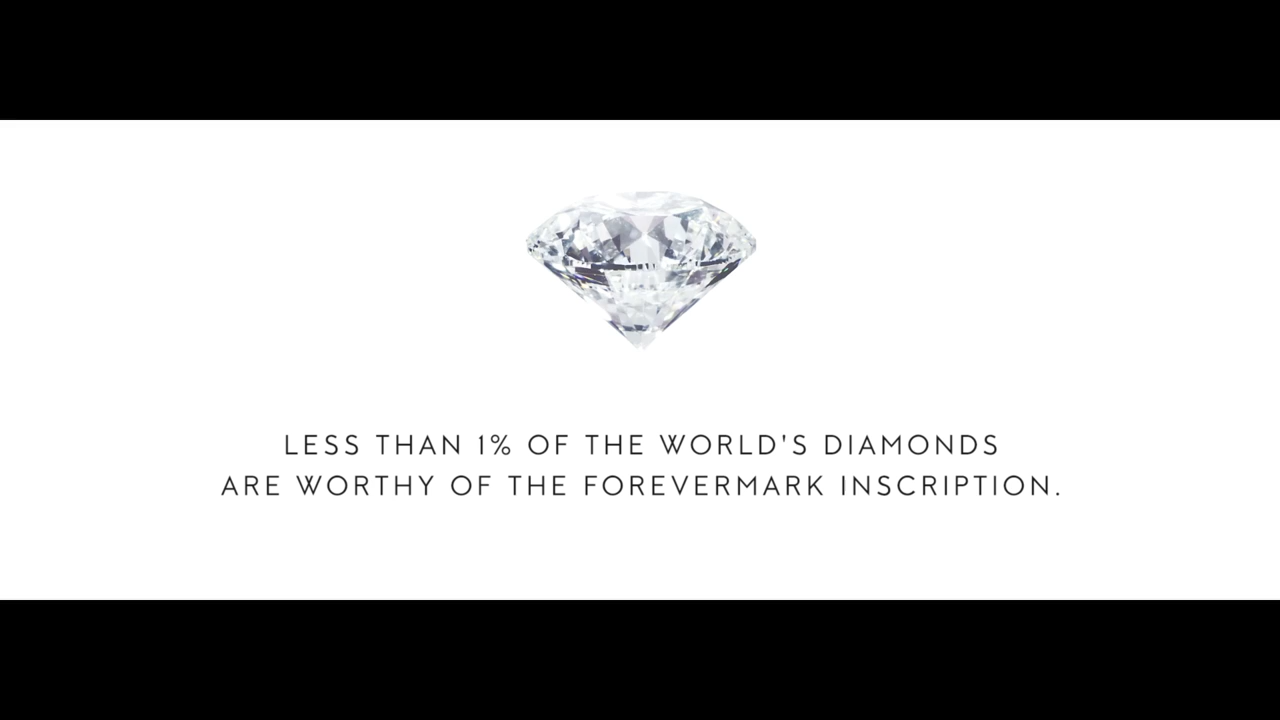 LESS THAN 1% OF THE WORLD'S DIAMONDS
ARE WORTHY OF THE FOREVERMARK INSCRIPTION.